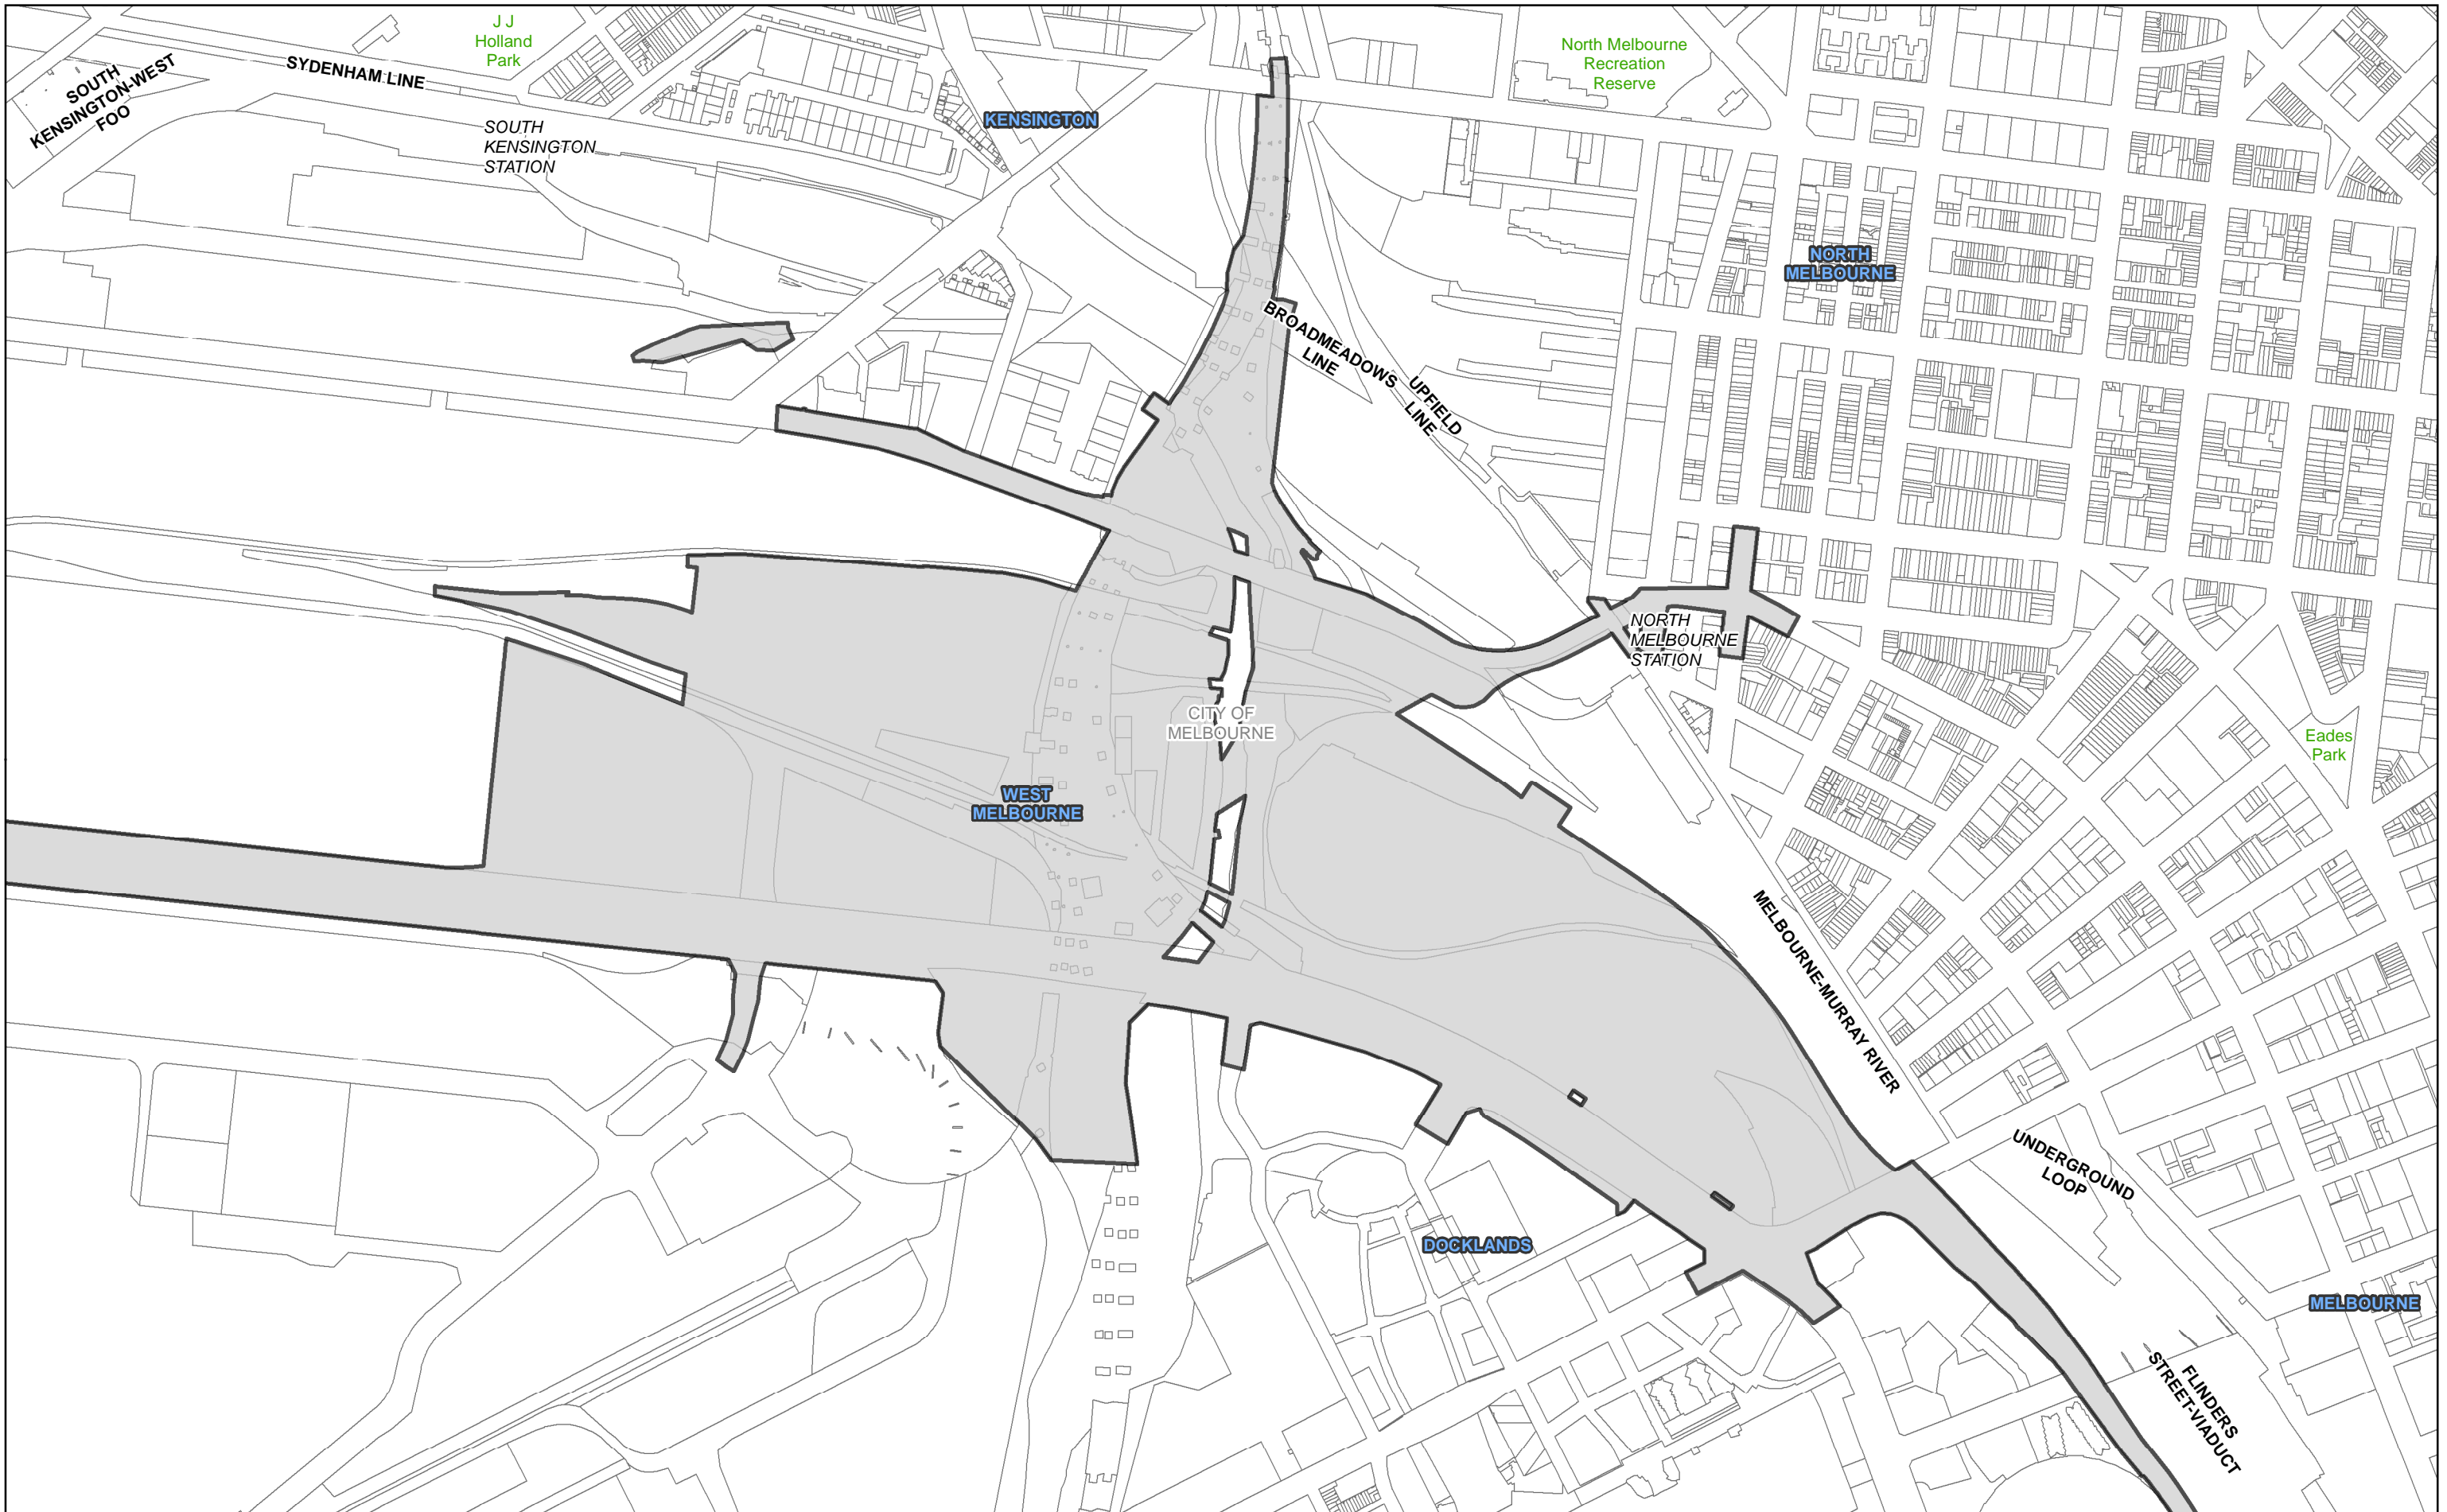 J J
Holland
Park
North Melbourne
Recreation
Reserve
SYDENHAM LINE
SOUTH
KENSINGTON-WEST
FOO
KENSINGTON
SOUTH
KENSINGTON
STATION
NORTH
MELBOURNE
BROADMEADOWS
LINE
UPFIELD
LINE
NORTH
MELBOURNE
STATION
CITY OF
MELBOURNE
Eades
Park
WEST
MELBOURNE
MELBOURNE-MURRAY RIVER
UNDERGROUND
LOOP
DOCKLANDS
MELBOURNE
FLINDERS
STREET-VIADUCT